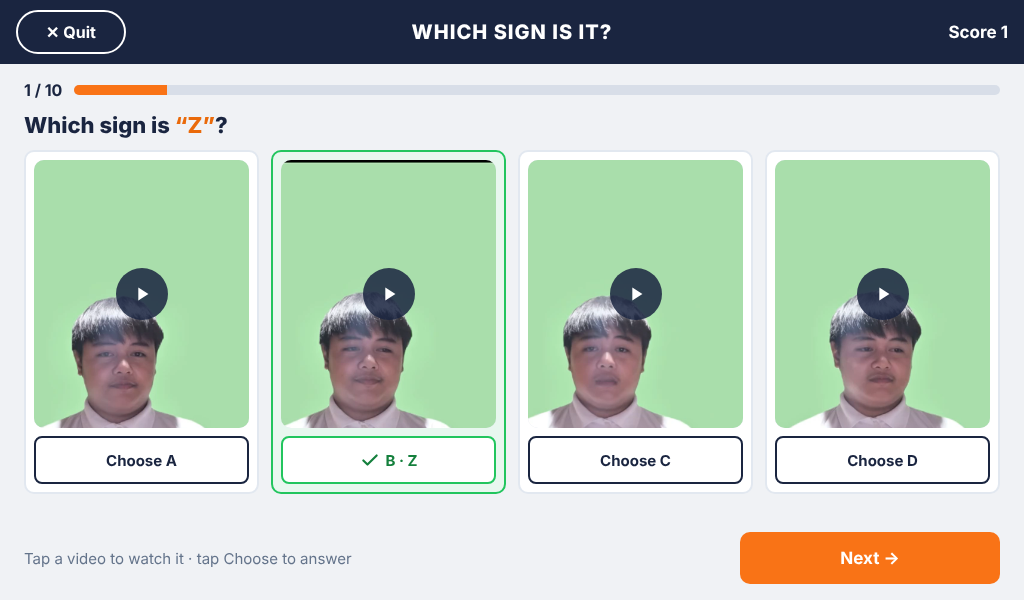 ✕ Quit
WHICH SIGN IS IT?
Score 1
1 / 10
Which sign is “Z”?
Choose A
✓ B · Z
Choose C
Choose D
Tap a video to watch it · tap Choose to answer
Next →